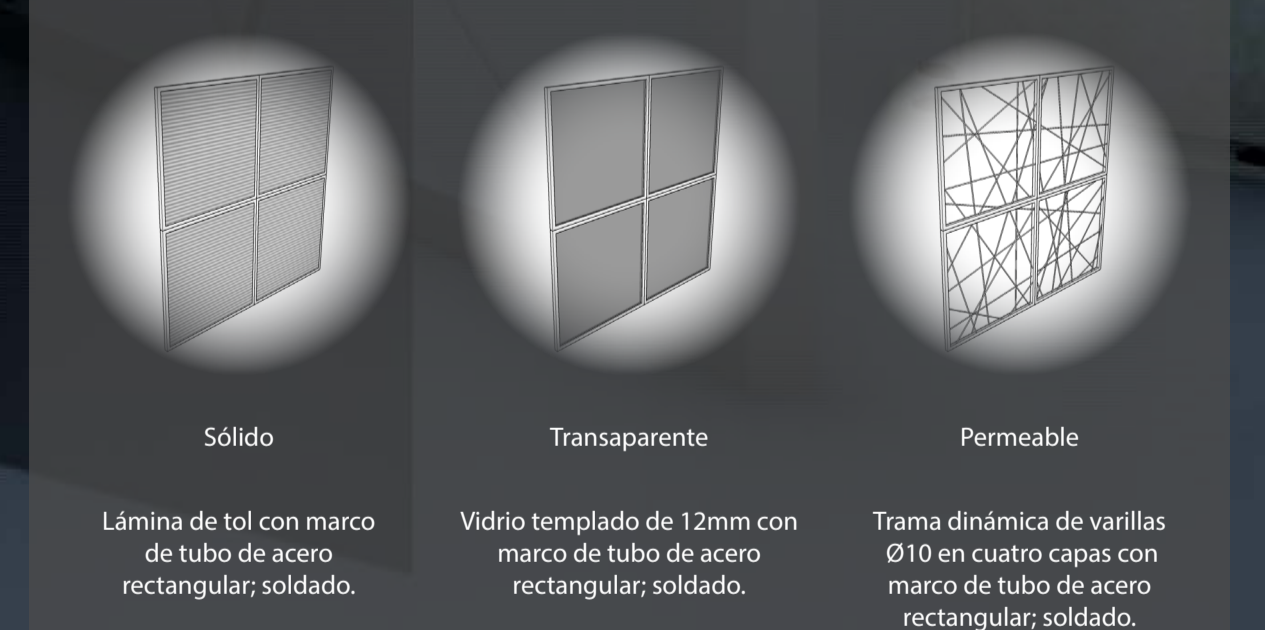 Sólido
Lámina de tol con marco
de tubo de acero
rectangular; soldado.
Transaparente
Vidrio templado de 12mm con
marco de tubo de acero
rectangular; soldado.
Permeable
Trama dinámica de varillas
Ø10 en cuatro capas con
marco de tubo de acero
rectangular; soldado.